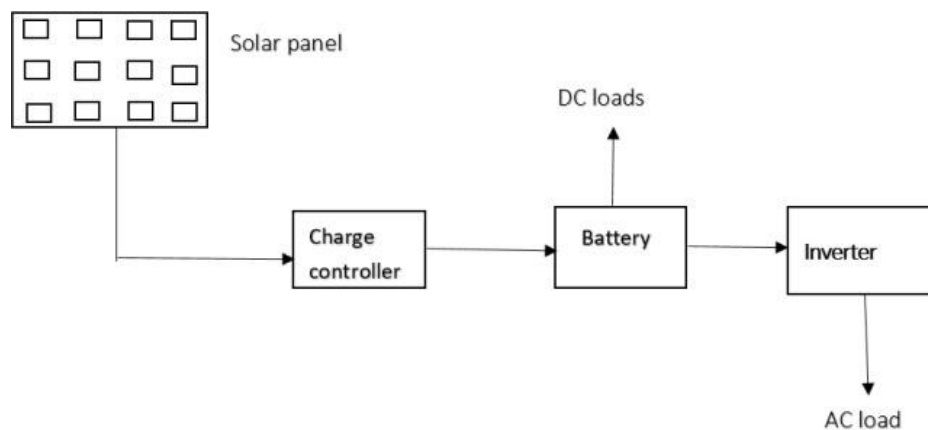 Solar panel
DC loads
Charge
controller
Battery
Inverter
AC load